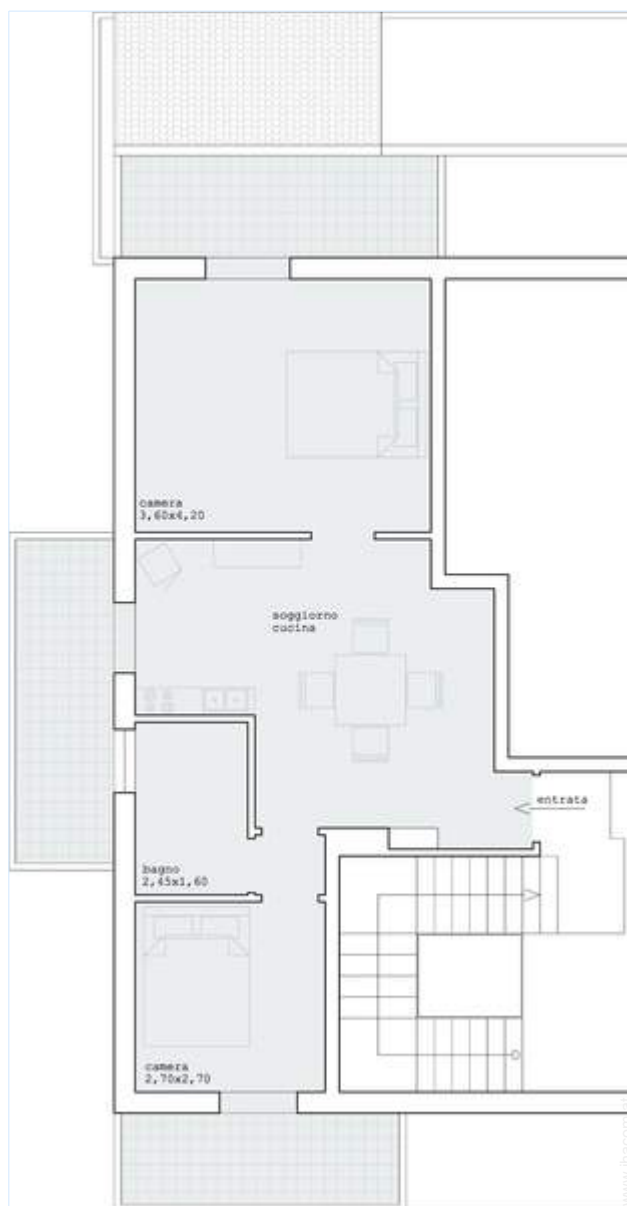 camera
3,60x4,20
soggiorno
cucina
entrata
bagno
2,45x1,60
camera
2,70x2,70